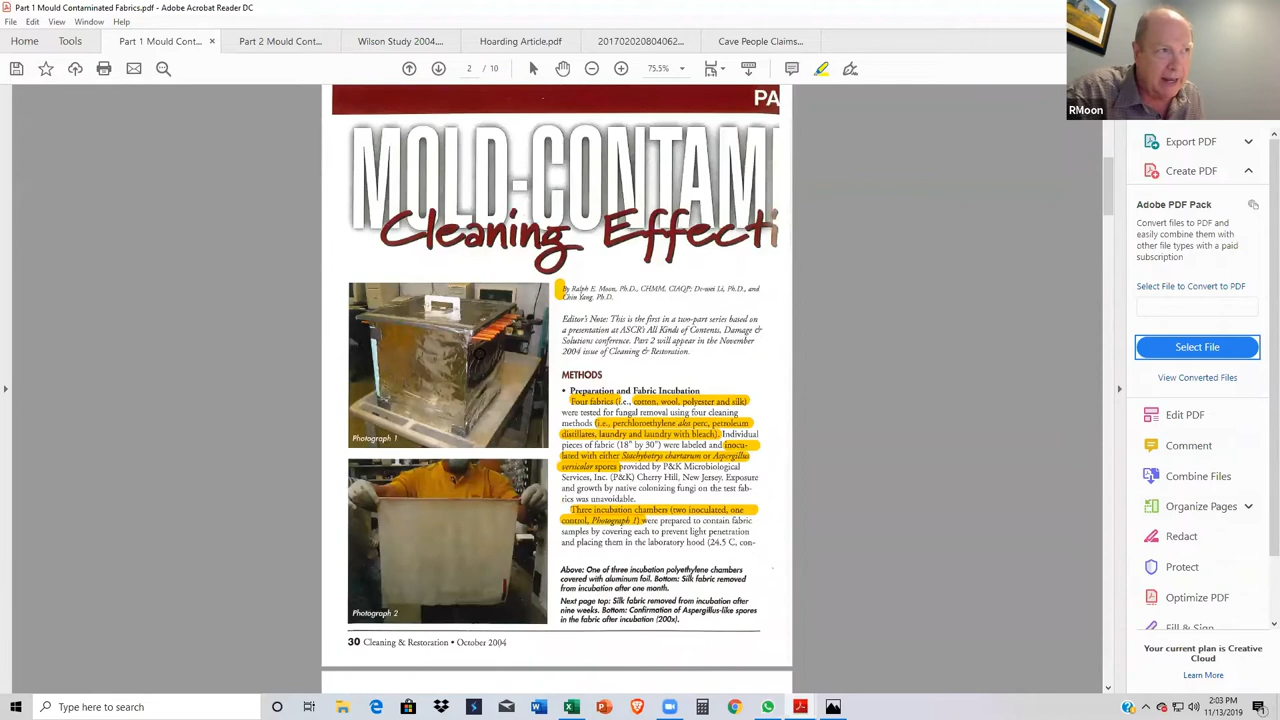 Part 1 Mould Contaminated Fabrics.pdf - Adobe Acrobat Reader DC
File Edit View Window Help
Home Tools Part 1 Mould Cont... × Part 2 Mould Cont... Wilson Study 2004.... Hoarding Article.pdf 20170202080406 2... Cave People Claims...
2 / 10 75.5%
RMoon
PA
MOLD-CONTAMI
Cleaning Effecti
By Ralph E. Moon, Ph.D., CHMM, CIAQP; De-wei Li, Ph.D., and
Chin Yang, Ph.D.
Editor's Note: This is the first in a two-part series based on
a presentation at ASCR's All Kinds of Contents, Damage &
Solutions conference. Part 2 will appear in the November
2004 issue of Cleaning & Restoration.
METHODS
• Preparation and Fabric Incubation
Four fabrics (i.e., cotton, wool, polyester and silk)
were tested for fungal removal using four cleaning
methods (i.e., perchloroethylene aka perc, petroleum
distillates, laundry and laundry with bleach). Individual
pieces of fabric (18" by 30") were labeled and inocu-
lated with either Stachybotrys chartarum or Aspergillus
versicolor spores provided by P&K Microbiological
Services, Inc. (P&K) Cherry Hill, New Jersey. Exposure
and growth by native colonizing fungi on the test fab-
rics was unavoidable.
Three incubation chambers (two inoculated, one
control, Photograph 1) were prepared to contain fabric
samples by covering each to prevent light penetration
and placing them in the laboratory hood (24.5 C, con-
Photograph 1
Photograph 2
Above: One of three incubation polyethylene chambers
covered with aluminum foil. Bottom: Silk fabric removed
from incubation after one month.
Next page top: Silk fabric removed from incubation after
nine weeks. Bottom: Confirmation of Aspergillus-like spores
in the fabric after incubation (200x).
30 Cleaning & Restoration • October 2004
Export PDF
Create PDF
Adobe PDF Pack
Convert files to PDF and
easily combine them with
other file types with a paid
subscription
Select File to Convert to PDF
Select File
View Converted Files
Edit PDF
Comment
Combine Files
Organize Pages
Redact
Protect
Optimize PDF
Fill & Sign
Your current plan is Creative
Cloud
Learn More
Type here to search
2:03 PM
11/13/2019